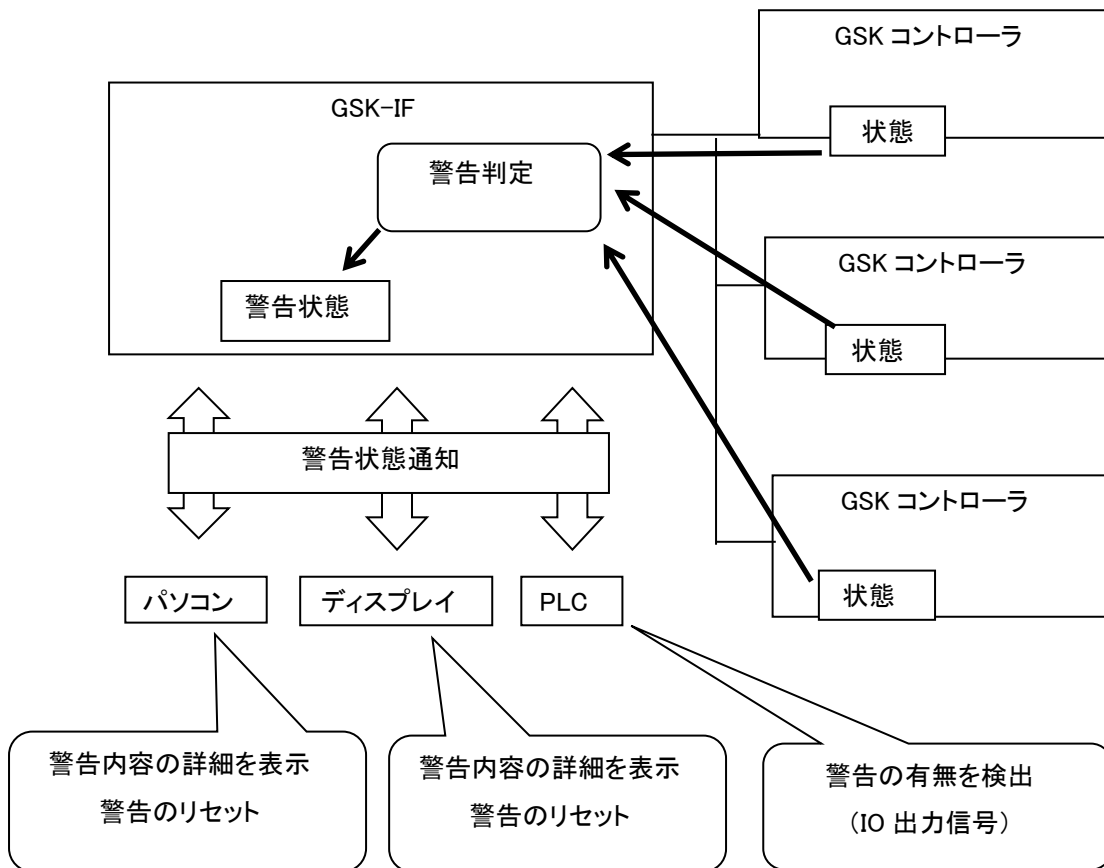 GSK コントローラ
状態
GSK-IF
警告判定
警告状態
GSK コントローラ
状態
警告状態通知
GSK コントローラ
状態
パソコン
ディスプレイ
PLC
警告内容の詳細を表示
警告のリセット
警告内容の詳細を表示
警告のリセット
警告の有無を検出
(IO 出力信号)